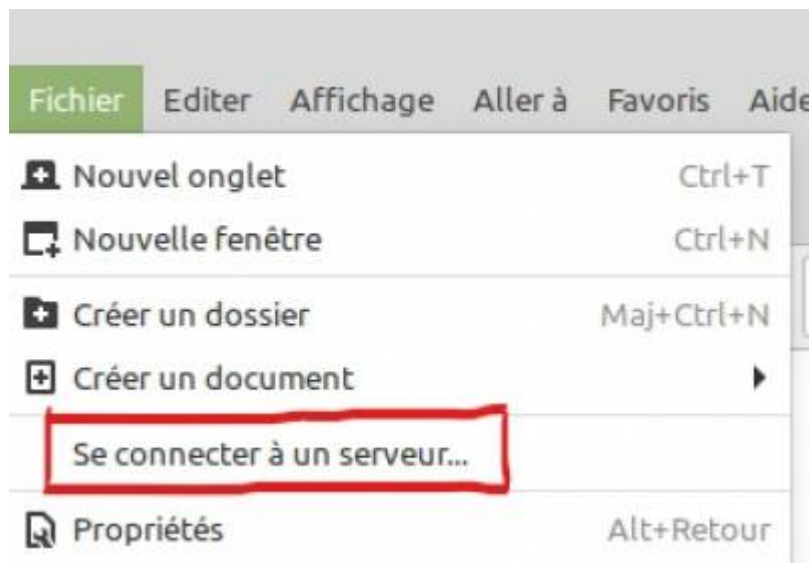 Fichier Editer Affichage Aller à Favoris Aide
Nouvel onglet Ctrl+T
Nouvelle fenêtre Ctrl+N
Créer un dossier Maj+Ctrl+N
Créer un document
Se connecter à un serveur...
Propriétés Alt+Retour